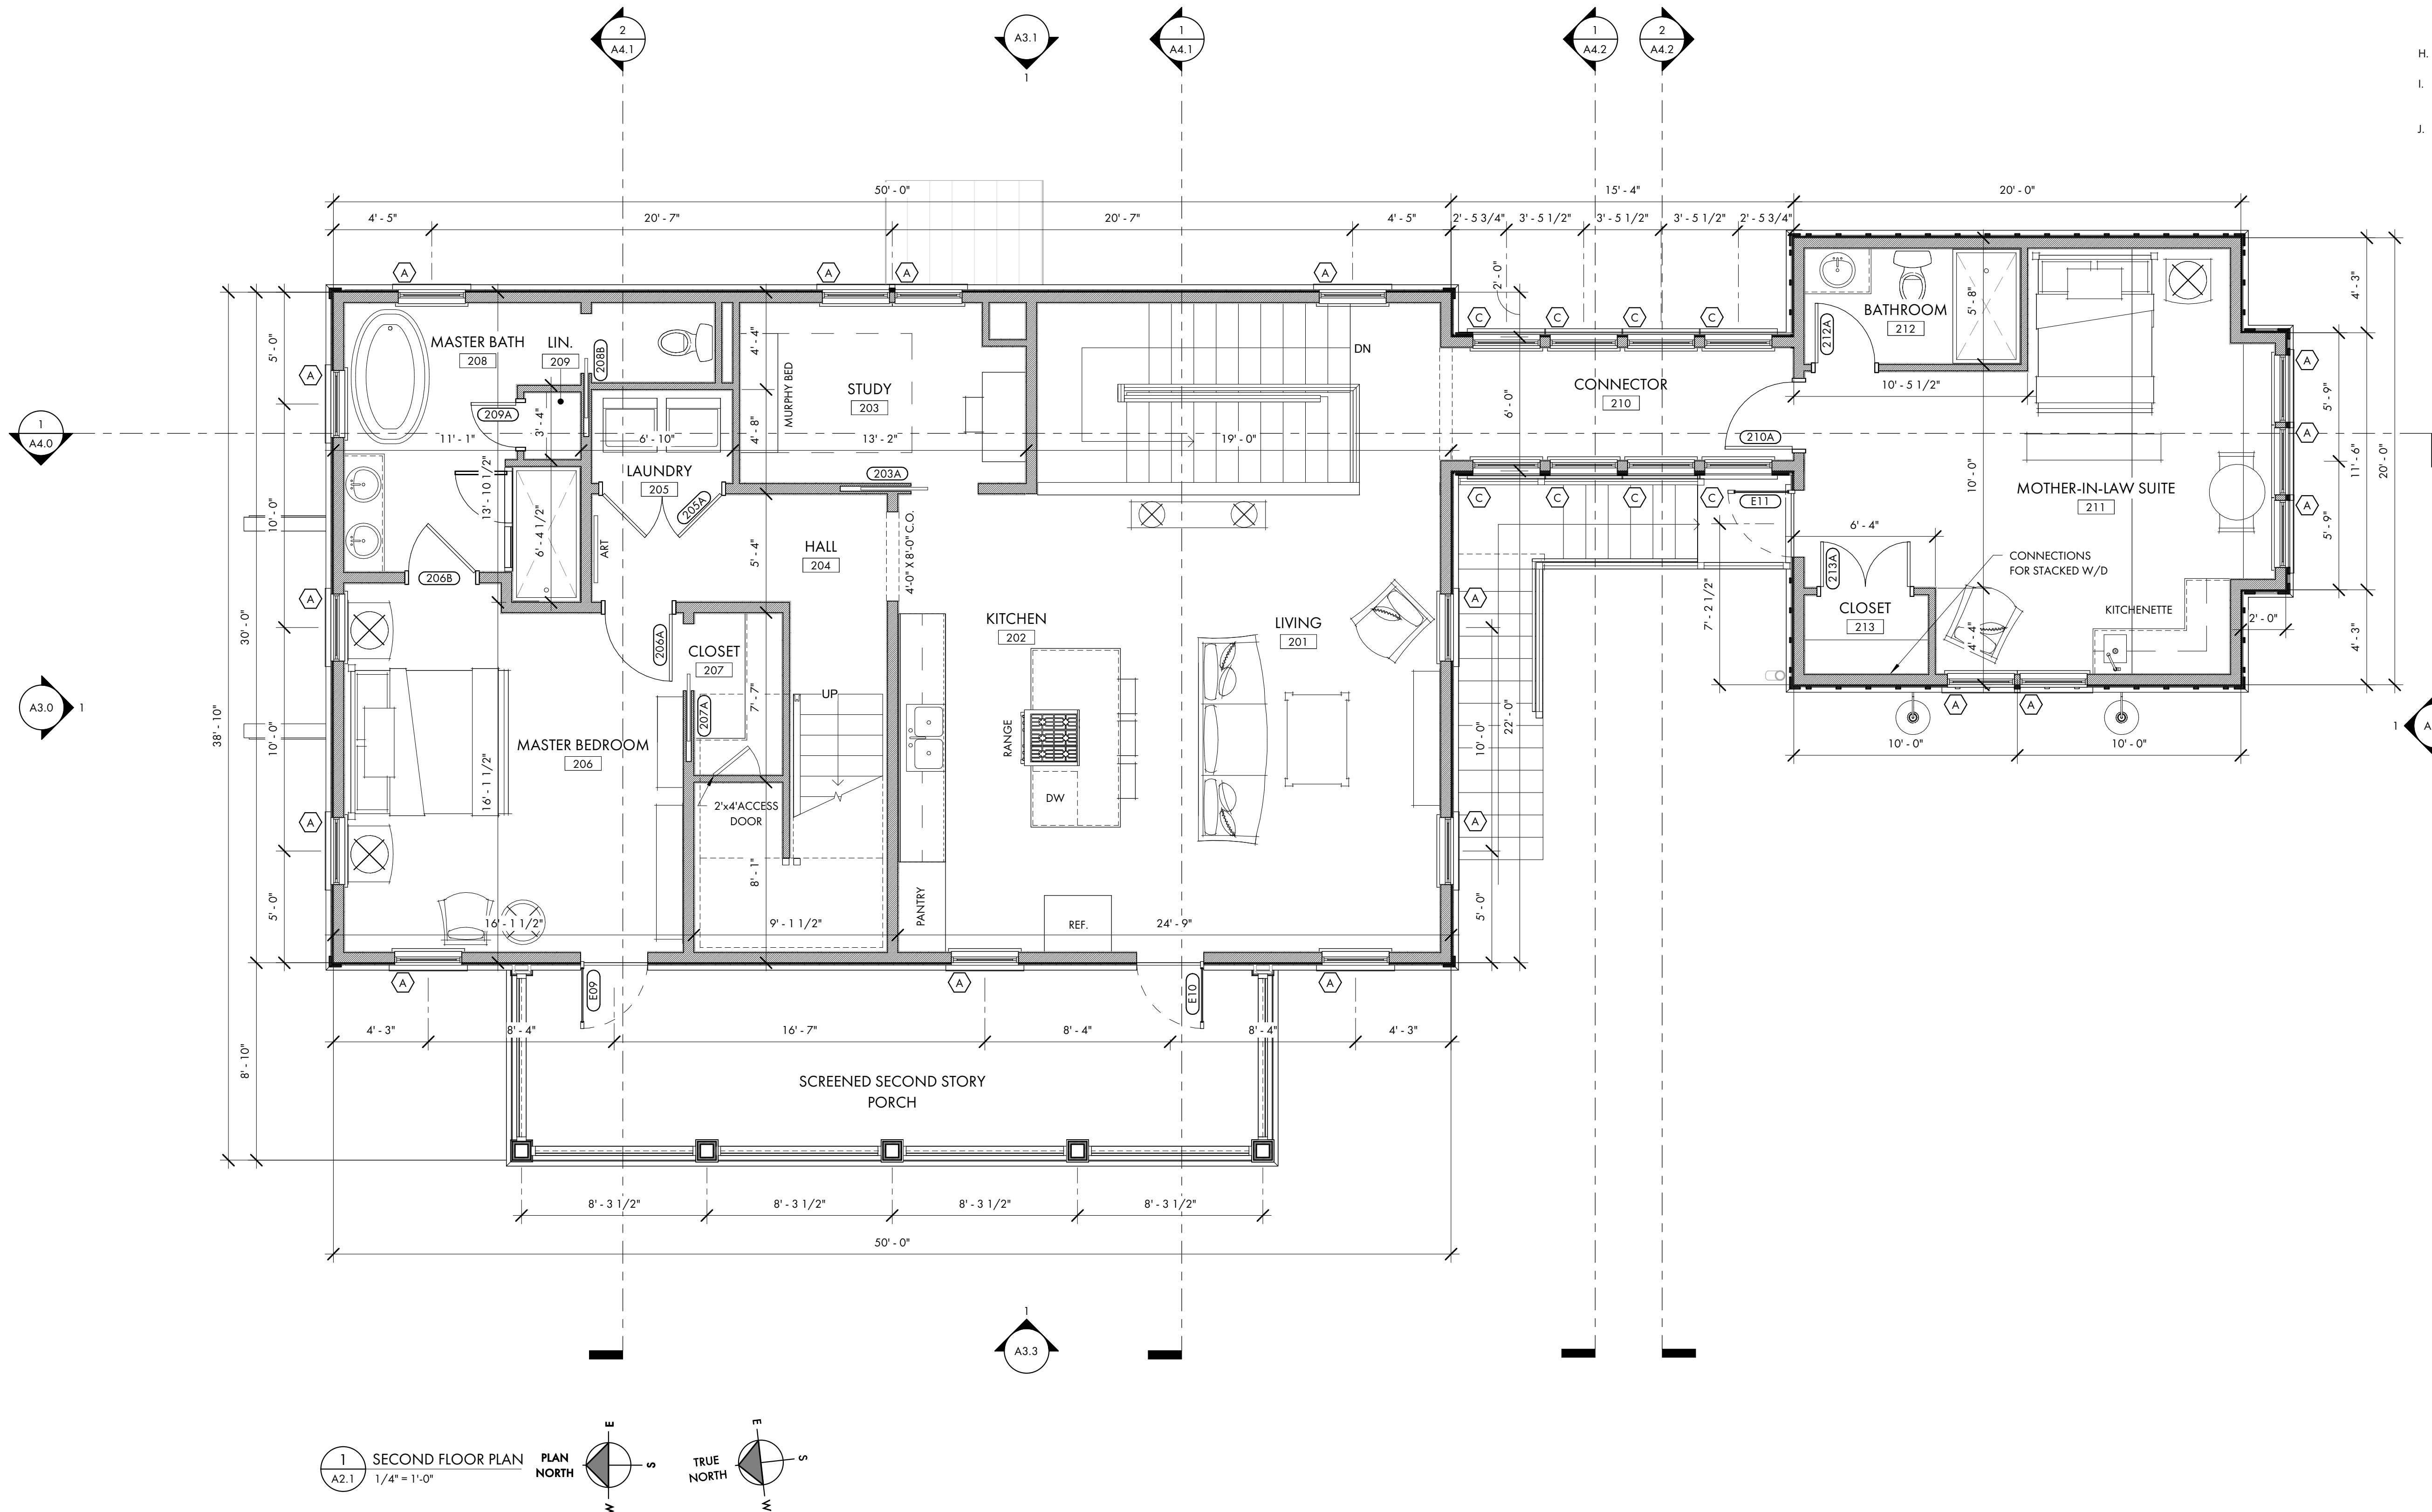 2
A4.1
A3.1
1
1
A4.1
1
A4.2
2
A4.2
H.
I.
J.
50' - 0"
15' - 4"
20' - 0"
4' - 5"
20' - 7"
20' - 7"
4' - 5"
2' - 5 3/4"
3' - 5 1/2"
3' - 5 1/2"
3' - 5 1/2"
2' - 5 3/4"
A
A
A
A
2' - 0"
C
C
C
C
MASTER BATH
208
LIN.
209
208B
209A
3' - 4"
11' - 1"
6' - 10"
LAUNDRY
205
205A
4' - 4"
4' - 8"
MURPHY BED
STUDY
203
13' - 2"
203A
DN
19' - 0"
6' - 0"
CONNECTOR
210
210A
BATHROOM
212
212A
5' - 8"
10' - 5 1/2"
4' - 3"
A
A
A
5' - 9"
5' - 9"
11' - 6"
20' - 0"
4' - 3"
1
A4.0
5' - 0"
10' - 0"
10' - 0"
5' - 0"
30' - 0"
38' - 10"
8' - 10"
A
A
A
13' - 10 1/2"
6' - 4 1/2"
206B
ART
5' - 4"
HALL
204
4'-0" X 8'-0" C.O.
C
C
C
C
E11
MOTHER-IN-LAW SUITE
211
10' - 0"
6' - 4"
213A
CONNECTIONS
FOR STACKED W/D
CLOSET
213
4' - 4"
KITCHENETTE
2' - 0"
7' - 2 1/2"
206A
CLOSET
207
207A
7' - 7"
UP
KITCHEN
202
LIVING
201
A
A
10' - 0"
22' - 0"
5' - 0"
A3.0
1
MASTER BEDROOM
206
16' - 1 1/2"
2'x4'ACCESS
DOOR
8' - 1"
RANGE
DW
PANTRY
REF.
A
A
10' - 0"
10' - 0"
1
16' - 1 1/2"
9' - 1 1/2"
24' - 9"
A
E09
A
E10
A
4' - 3"
8' - 4"
16' - 7"
8' - 4"
8' - 4"
4' - 3"
SCREENED SECOND STORY
PORCH
8' - 3 1/2"
8' - 3 1/2"
8' - 3 1/2"
8' - 3 1/2"
50' - 0"
1
A3.3
1
A2.1
SECOND FLOOR PLAN
1/4" = 1'-0"
PLAN
NORTH
E
S
W
TRUE
NORTH
E
S
W